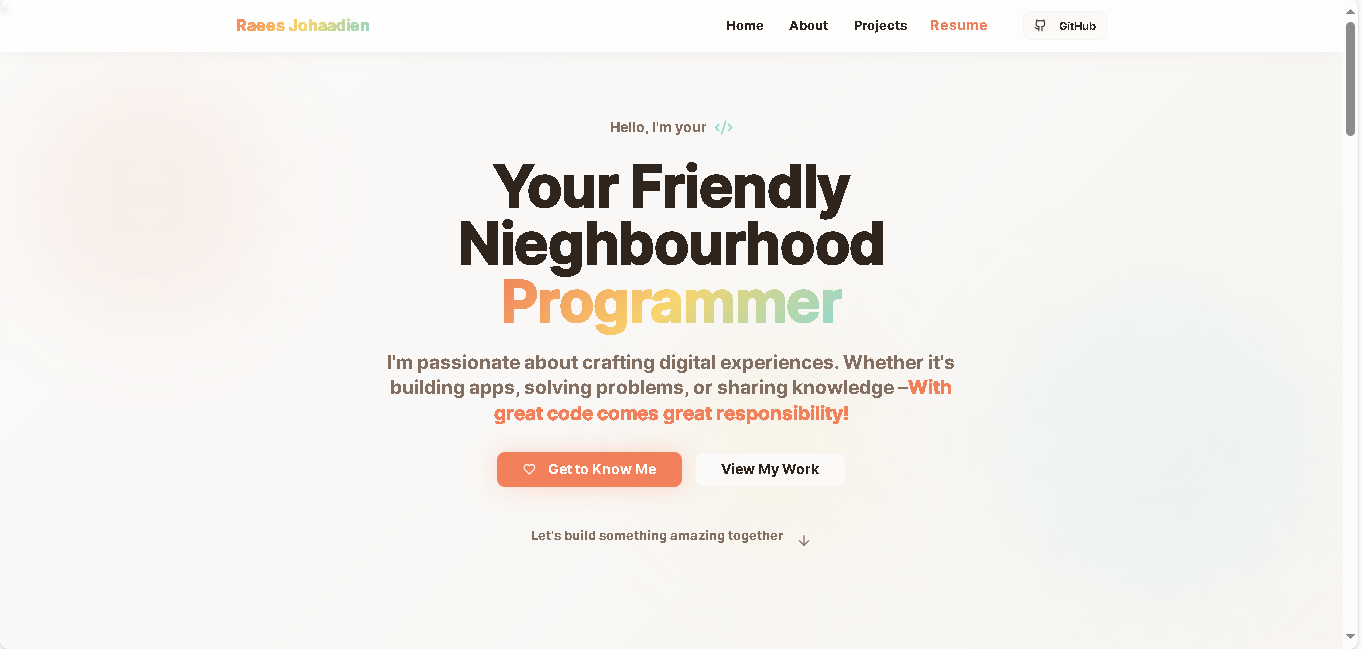 Raees Johaadien
Home About Projects Resume GitHub
Hello, I'm your </>
Your Friendly
Nieghbourhood
Programmer
I'm passionate about crafting digital experiences. Whether it's
building apps, solving problems, or sharing knowledge –With
great code comes great responsibility!
Get to Know Me View My Work
Let's build something amazing together